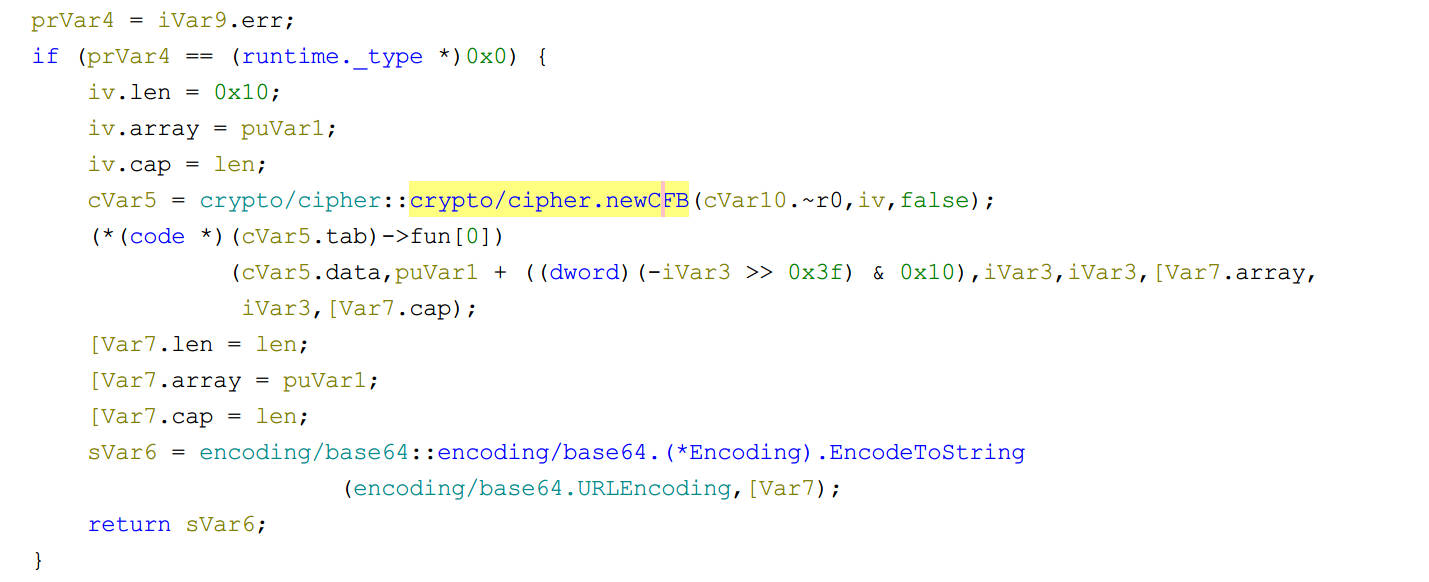 prVar4 = iVar9.err;
if (prVar4 == (runtime._type *)0x0) {
iv.len = 0x10;
iv.array = puVar1;
iv.cap = len;
cVar5 = crypto/cipher::crypto/cipher.newCFB(cVar10.~r0,iv,false);
(*(code *)(cVar5.tab)->fun[0])
(cVar5.data,puVar1 + ((dword)(-iVar3 >> 0x3f) & 0x10),iVar3,iVar3,[Var7.array,
iVar3,[Var7.cap);
[Var7.len = len;
[Var7.array = puVar1;
[Var7.cap = len;
sVar6 = encoding/base64::encoding/base64.(*Encoding).EncodeToString
(encoding/base64.URLEncoding,[Var7);
return sVar6;
}